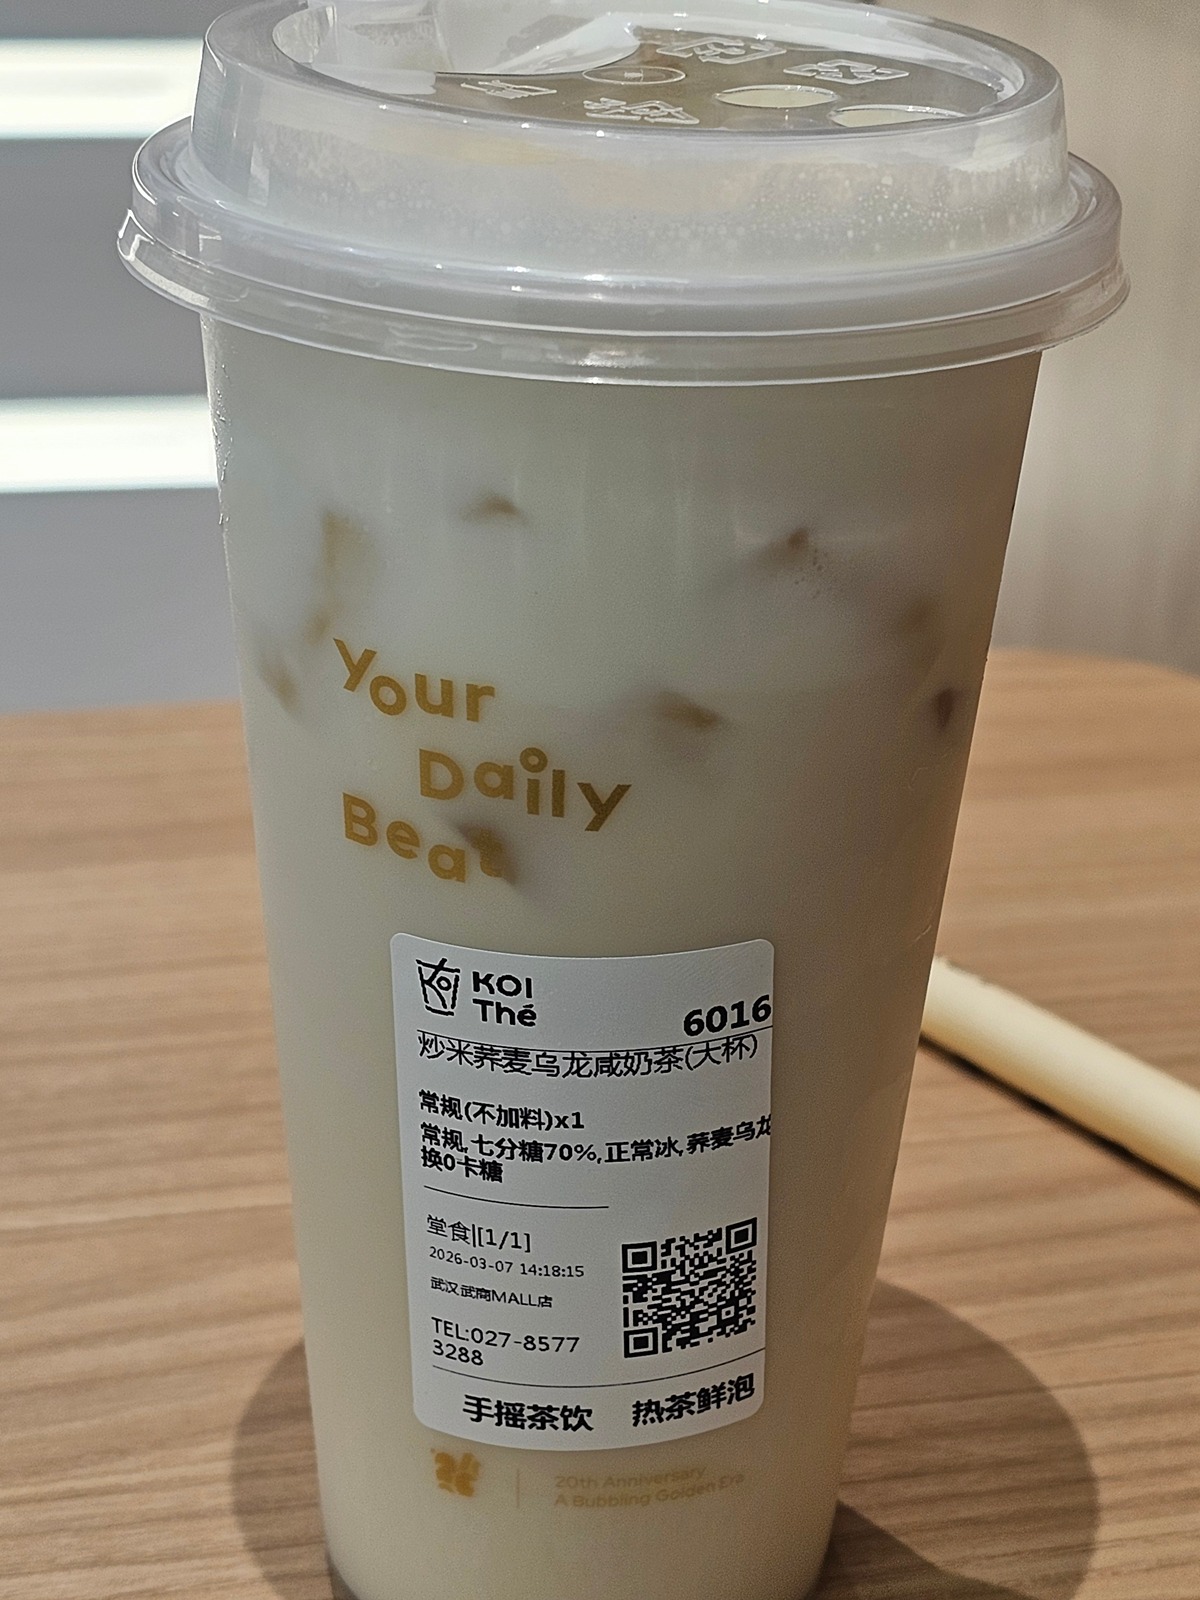 Your
Daily
Beat
KOI
Thé
6016
炒米荞麦乌龙咸奶茶(大杯)
常规(不加料)x1
常规,七分糖70%,正常冰,荞麦乌龙
换0卡糖
堂食|[1/1]
2026-03-07 14:18:15
武汉武商MALL店
TEL:027-8577
3288
手摇茶饮 热茶鲜泡
20th Anniversary
A Bubbling Golden Era